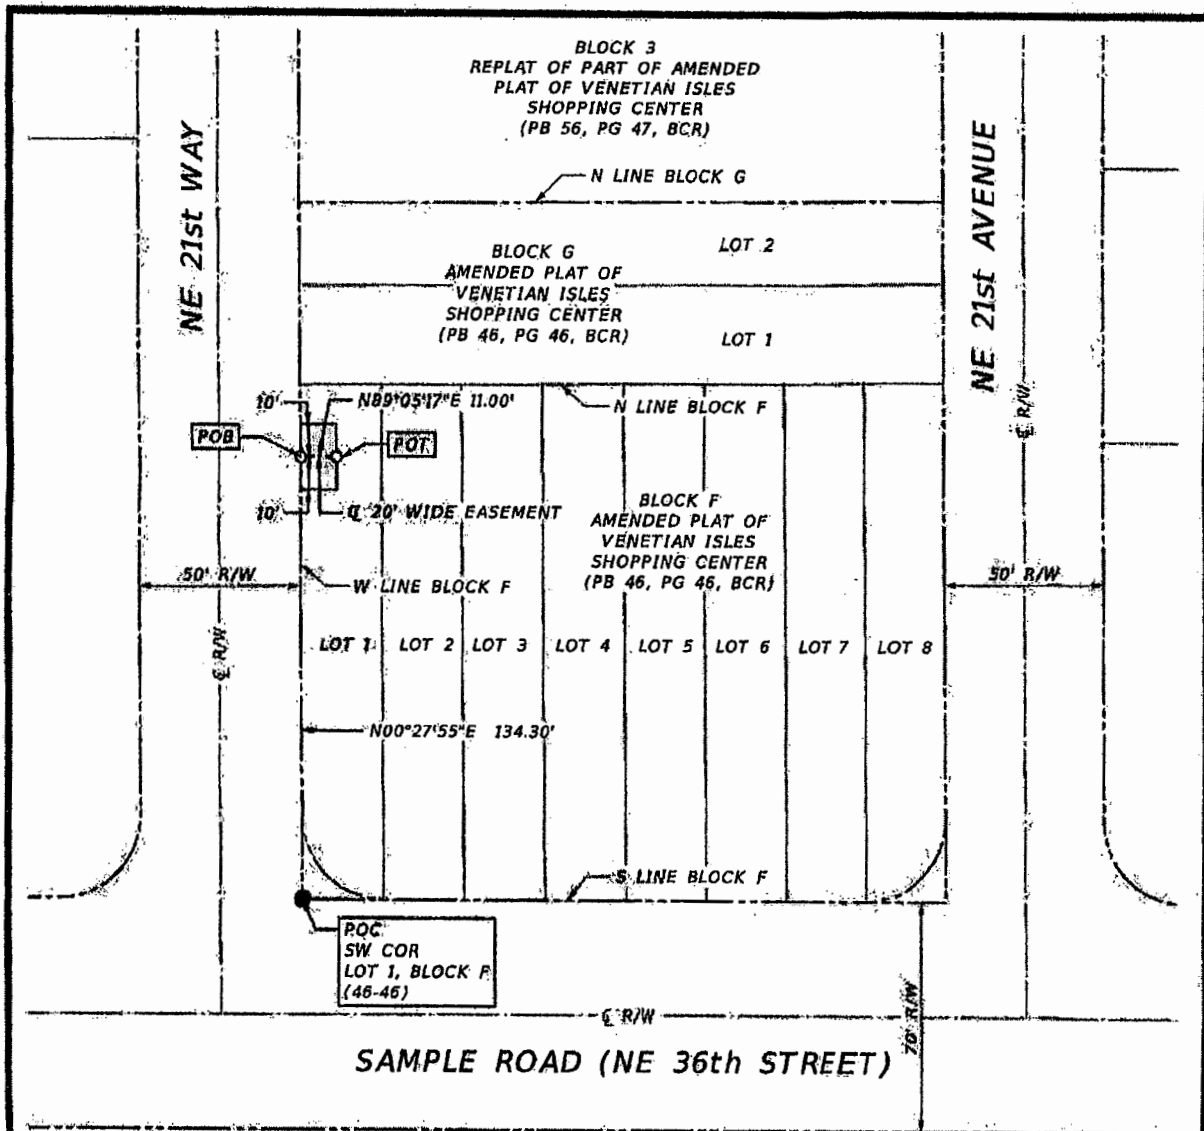 BLOCK 3
REPLAT OF PART OF AMENDED
PLAT OF VENETIAN ISLES
SHOPPING CENTER
(PB 56, PG 47, BCR)
N LINE BLOCK G
NE 21st WAY
NE 21st AVENUE
BLOCK G
AMENDED PLAT OF
VENETIAN ISLES
SHOPPING CENTER
(PB 46, PG 46, BCR)
LOT 2
LOT 1
10'
N89°05'17"E 11.00'
N LINE BLOCK F
℄ R/W
POB
POT
10'
℄ 20' WIDE EASEMENT
BLOCK F
AMENDED PLAT OF
VENETIAN ISLES
SHOPPING CENTER
(PB 46, PG 46, BCR)
50' R/W
W LINE BLOCK F
50' R/W
℄ R/W
LOT 1
LOT 2
LOT 3
LOT 4
LOT 5
LOT 6
LOT 7
LOT 8
N00°27'55"E 134.30'
S LINE BLOCK F
POC
SW COR
LOT 1, BLOCK F
(46-46)
℄ R/W
70' R/W
SAMPLE ROAD (NE 36th STREET)